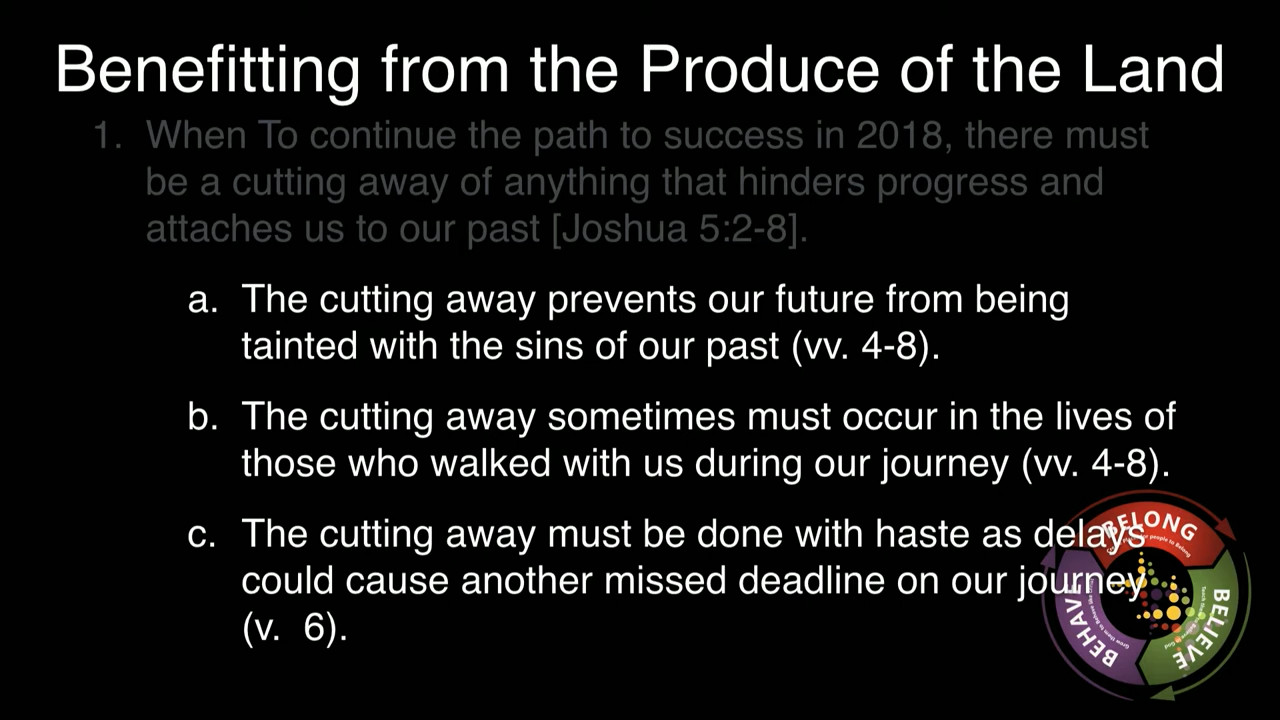 Benefitting from the Produce of the Land
1. When To continue the path to success in 2018, there must
be a cutting away of anything that hinders progress and
attaches us to our past [Joshua 5:2-8].
a. The cutting away prevents our future from being
tainted with the sins of our past (vv. 4-8).
b. The cutting away sometimes must occur in the lives of
those who walked with us during our journey (vv. 4-8).
c. The cutting away must be done with haste as delays
could cause another missed deadline on our journey
(v. 6).
BELONG
for people to Belong
BELIEVE
BEHAVE